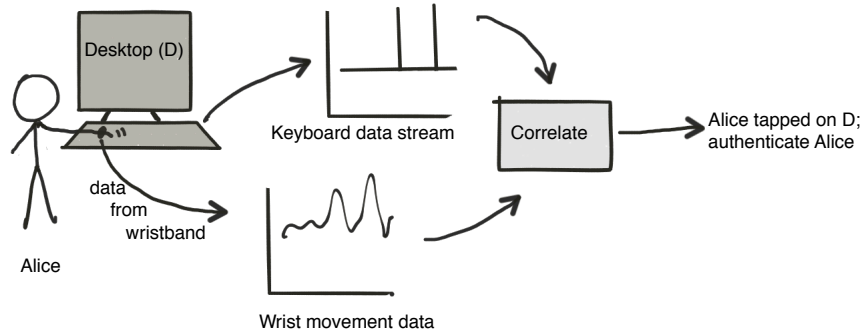 Desktop (D)
Keyboard data stream
Correlate
Alice tapped on D;
authenticate Alice
data
from
wristband
Alice
Wrist movement data